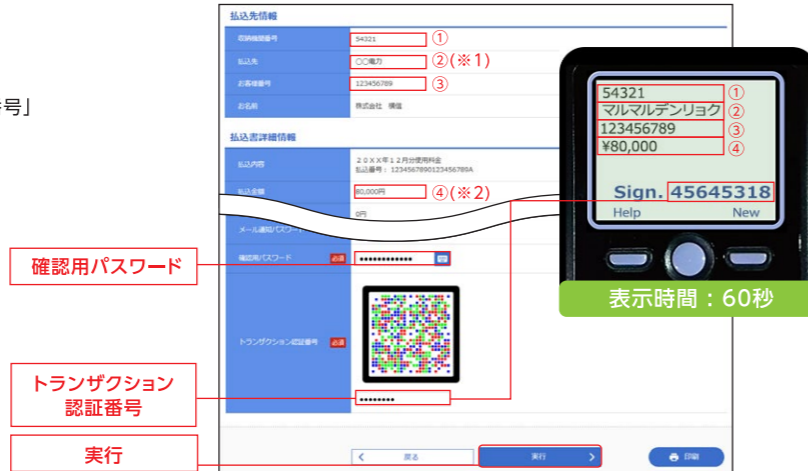 払込先情報
収納機関番号
54321
①
払込先
〇〇電力
②(※1)
お客様番号
123456789
③
お名前
株式会社 横信
号」
払込書詳細情報
払込内容
20XX年12月分使用料金
払込番号:1234567890123456789A
払込金額
80,000円
④(※2)
0円
メール通知パスワード
確認用パスワード
確認用パスワード
必須
••••••••••••
トランザクション認証番号
必須
トランザクション
認証番号
••••••••
実行
戻る
実行
印刷
54321
①
マルマルデンリョク
②
123456789
③
¥80,000
④
Sign. 45645318
Help
New
表示時間:60秒